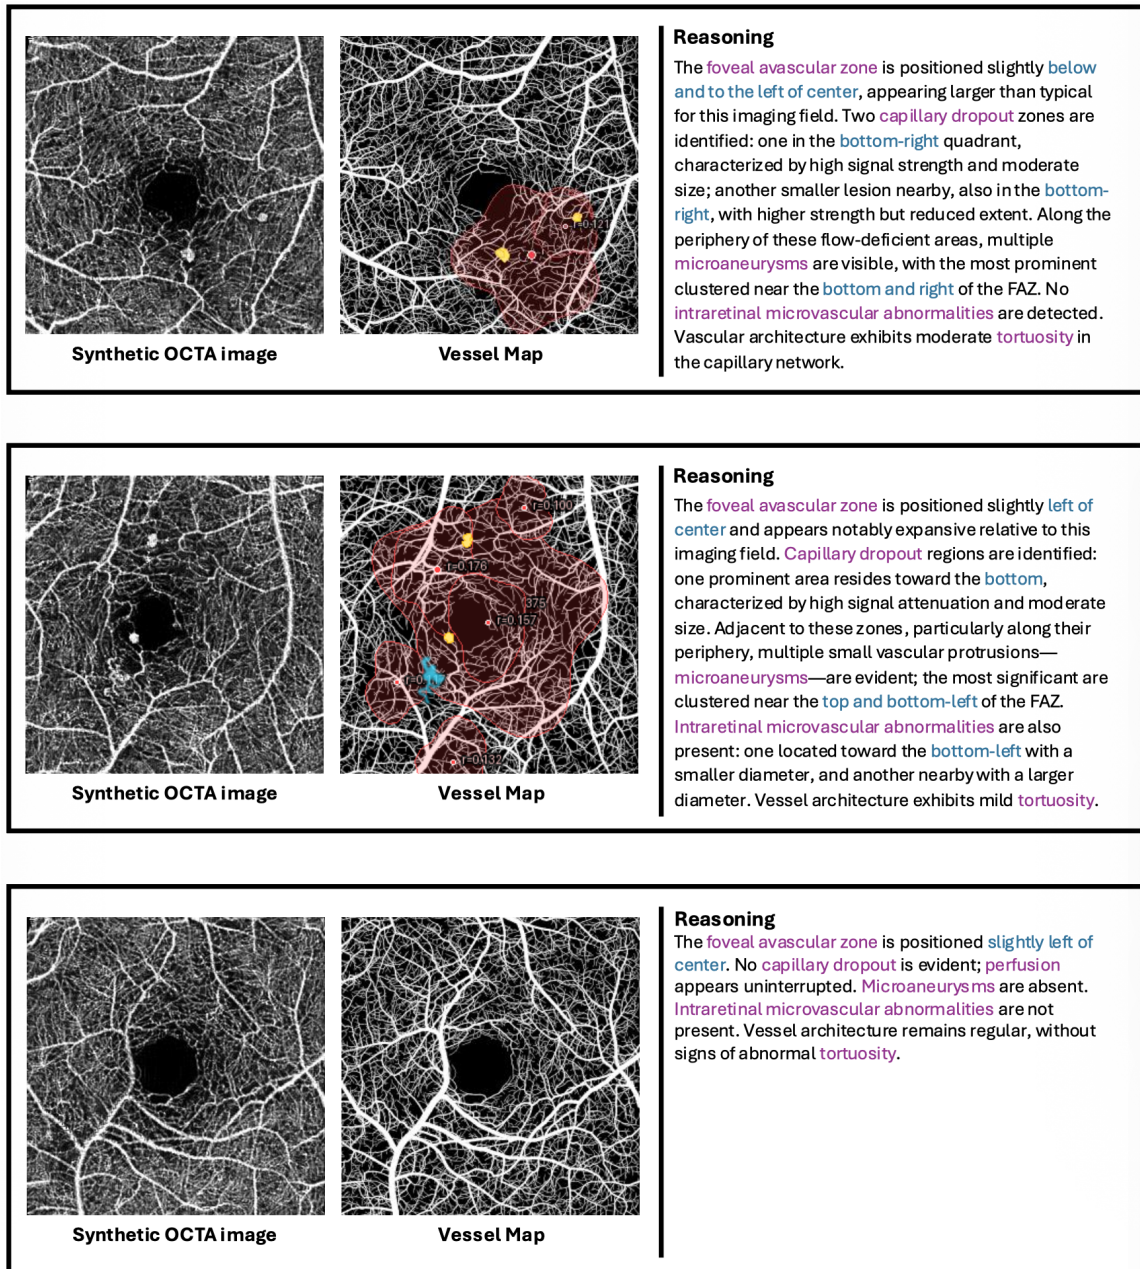 Reasoning
The foveal avascular zone is positioned slightly below
and to the left of center, appearing larger than typical
for this imaging field. Two capillary dropout zones are
identified: one in the bottom-right quadrant,
characterized by high signal strength and moderate
size; another smaller lesion nearby, also in the bottom-
right, with higher strength but reduced extent. Along the
periphery of these flow-deficient areas, multiple
microaneurysms are visible, with the most prominent
clustered near the bottom and right of the FAZ. No
intraretinal microvascular abnormalities are detected.
Vascular architecture exhibits moderate tortuosity in
the capillary network.
r=0.121
Synthetic OCTA image
Vessel Map
Reasoning
The foveal avascular zone is positioned slightly left of
center and appears notably expansive relative to this
imaging field. Capillary dropout regions are identified:
one prominent area resides toward the bottom,
characterized by high signal attenuation and moderate
size. Adjacent to these zones, particularly along their
periphery, multiple small vascular protrusions—
microaneurysms—are evident; the most significant are
clustered near the top and bottom-left of the FAZ.
Intraretinal microvascular abnormalities are also
present: one located toward the bottom-left with a
smaller diameter, and another nearby with a larger
diameter. Vessel architecture exhibits mild tortuosity.
r=0.100
r=0.176
375
r=0.157
r=0.132
Synthetic OCTA image
Vessel Map
Reasoning
The foveal avascular zone is positioned slightly left of
center. No capillary dropout is evident; perfusion
appears uninterrupted. Microaneurysms are absent.
Intraretinal microvascular abnormalities are not
present. Vessel architecture remains regular, without
signs of abnormal tortuosity.
Synthetic OCTA image
Vessel Map